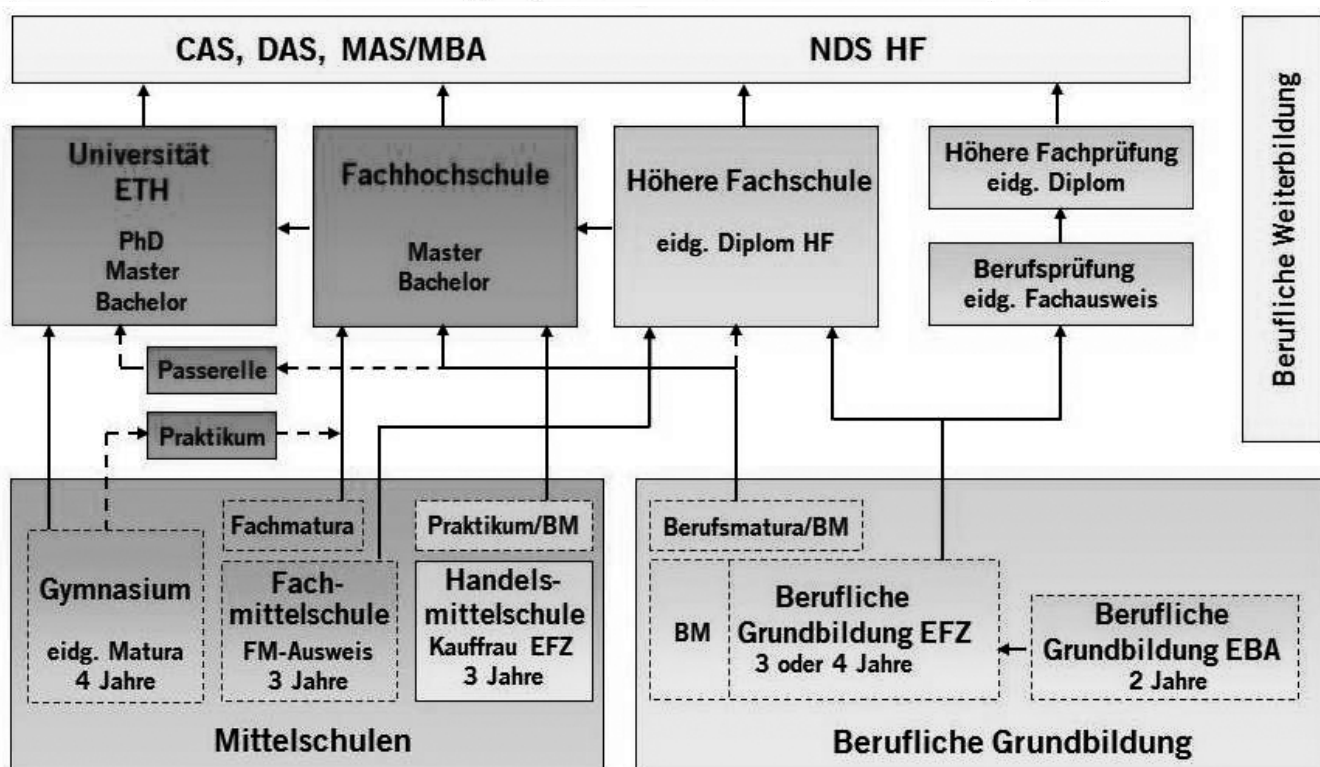 CAS, DAS, MAS/MBA
NDS HF
Berufliche Weiterbildung
Universität
ETH
PhD
Master
Bachelor
Fachhochschule
Master
Bachelor
Höhere Fachschule
eidg. Diplom HF
Höhere Fachprüfung
eidg. Diplom
Berufsprüfung
eidg. Fachausweis
Passerelle
Praktikum
Fachmatura
Praktikum/BM
Berufsmatura/BM
Gymnasium
eidg. Matura
4 Jahre
Fach-
mittelschule
FM-Ausweis
3 Jahre
Handels-
mittelschule
Kauffrau EFZ
3 Jahre
BM
Berufliche
Grundbildung EFZ
3 oder 4 Jahre
Berufliche
Grundbildung EBA
2 Jahre
Mittelschulen
Berufliche Grundbildung